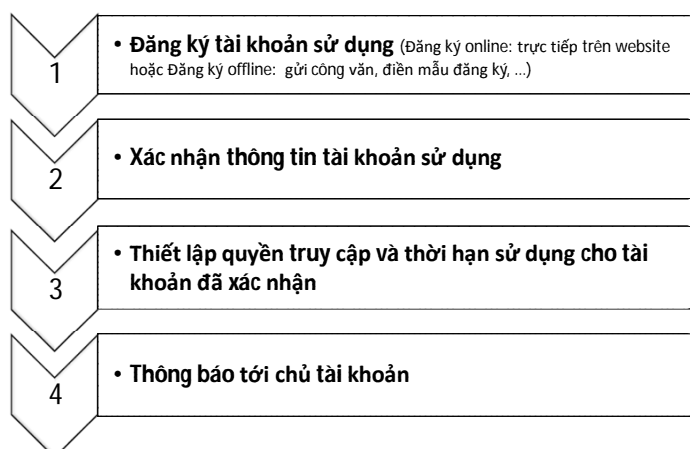 1
• Đăng ký tài khoản sử dụng (Đăng ký online: trực tiếp trên website
hoặc Đăng ký offline: gửi công văn, điền mẫu đăng ký, ...)
2
• Xác nhận thông tin tài khoản sử dụng
3
• Thiết lập quyền truy cập và thời hạn sử dụng cho tài
khoản đã xác nhận
4
• Thông báo tới chủ tài khoản